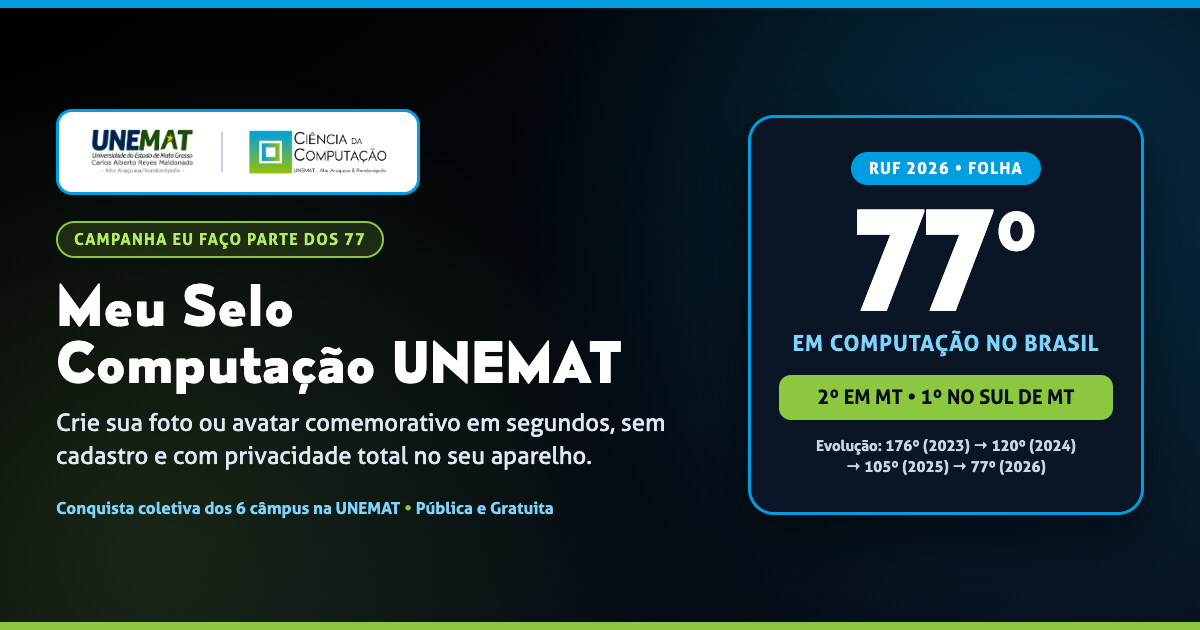 UNEMAT
Universidade do Estado de Mato Grosso
Carlos Alberto Reyes Maldonado
- Alto Araguaia/Rondonópolis -
CIÊNCIA DA
COMPUTAÇÃO
UNEMAT - Alto Araguaia & Rondonópolis
CAMPANHA EU FAÇO PARTE DOS 77
Meu Selo
Computação UNEMAT
Crie sua foto ou avatar comemorativo em segundos, sem
cadastro e com privacidade total no seu aparelho.
Conquista coletiva dos 6 câmpus na UNEMAT • Pública e Gratuita
RUF 2026 • FOLHA
77º
EM COMPUTAÇÃO NO BRASIL
2º EM MT • 1º NO SUL DE MT
Evolução: 176º (2023) → 120º (2024)
→ 105º (2025) → 77º (2026)